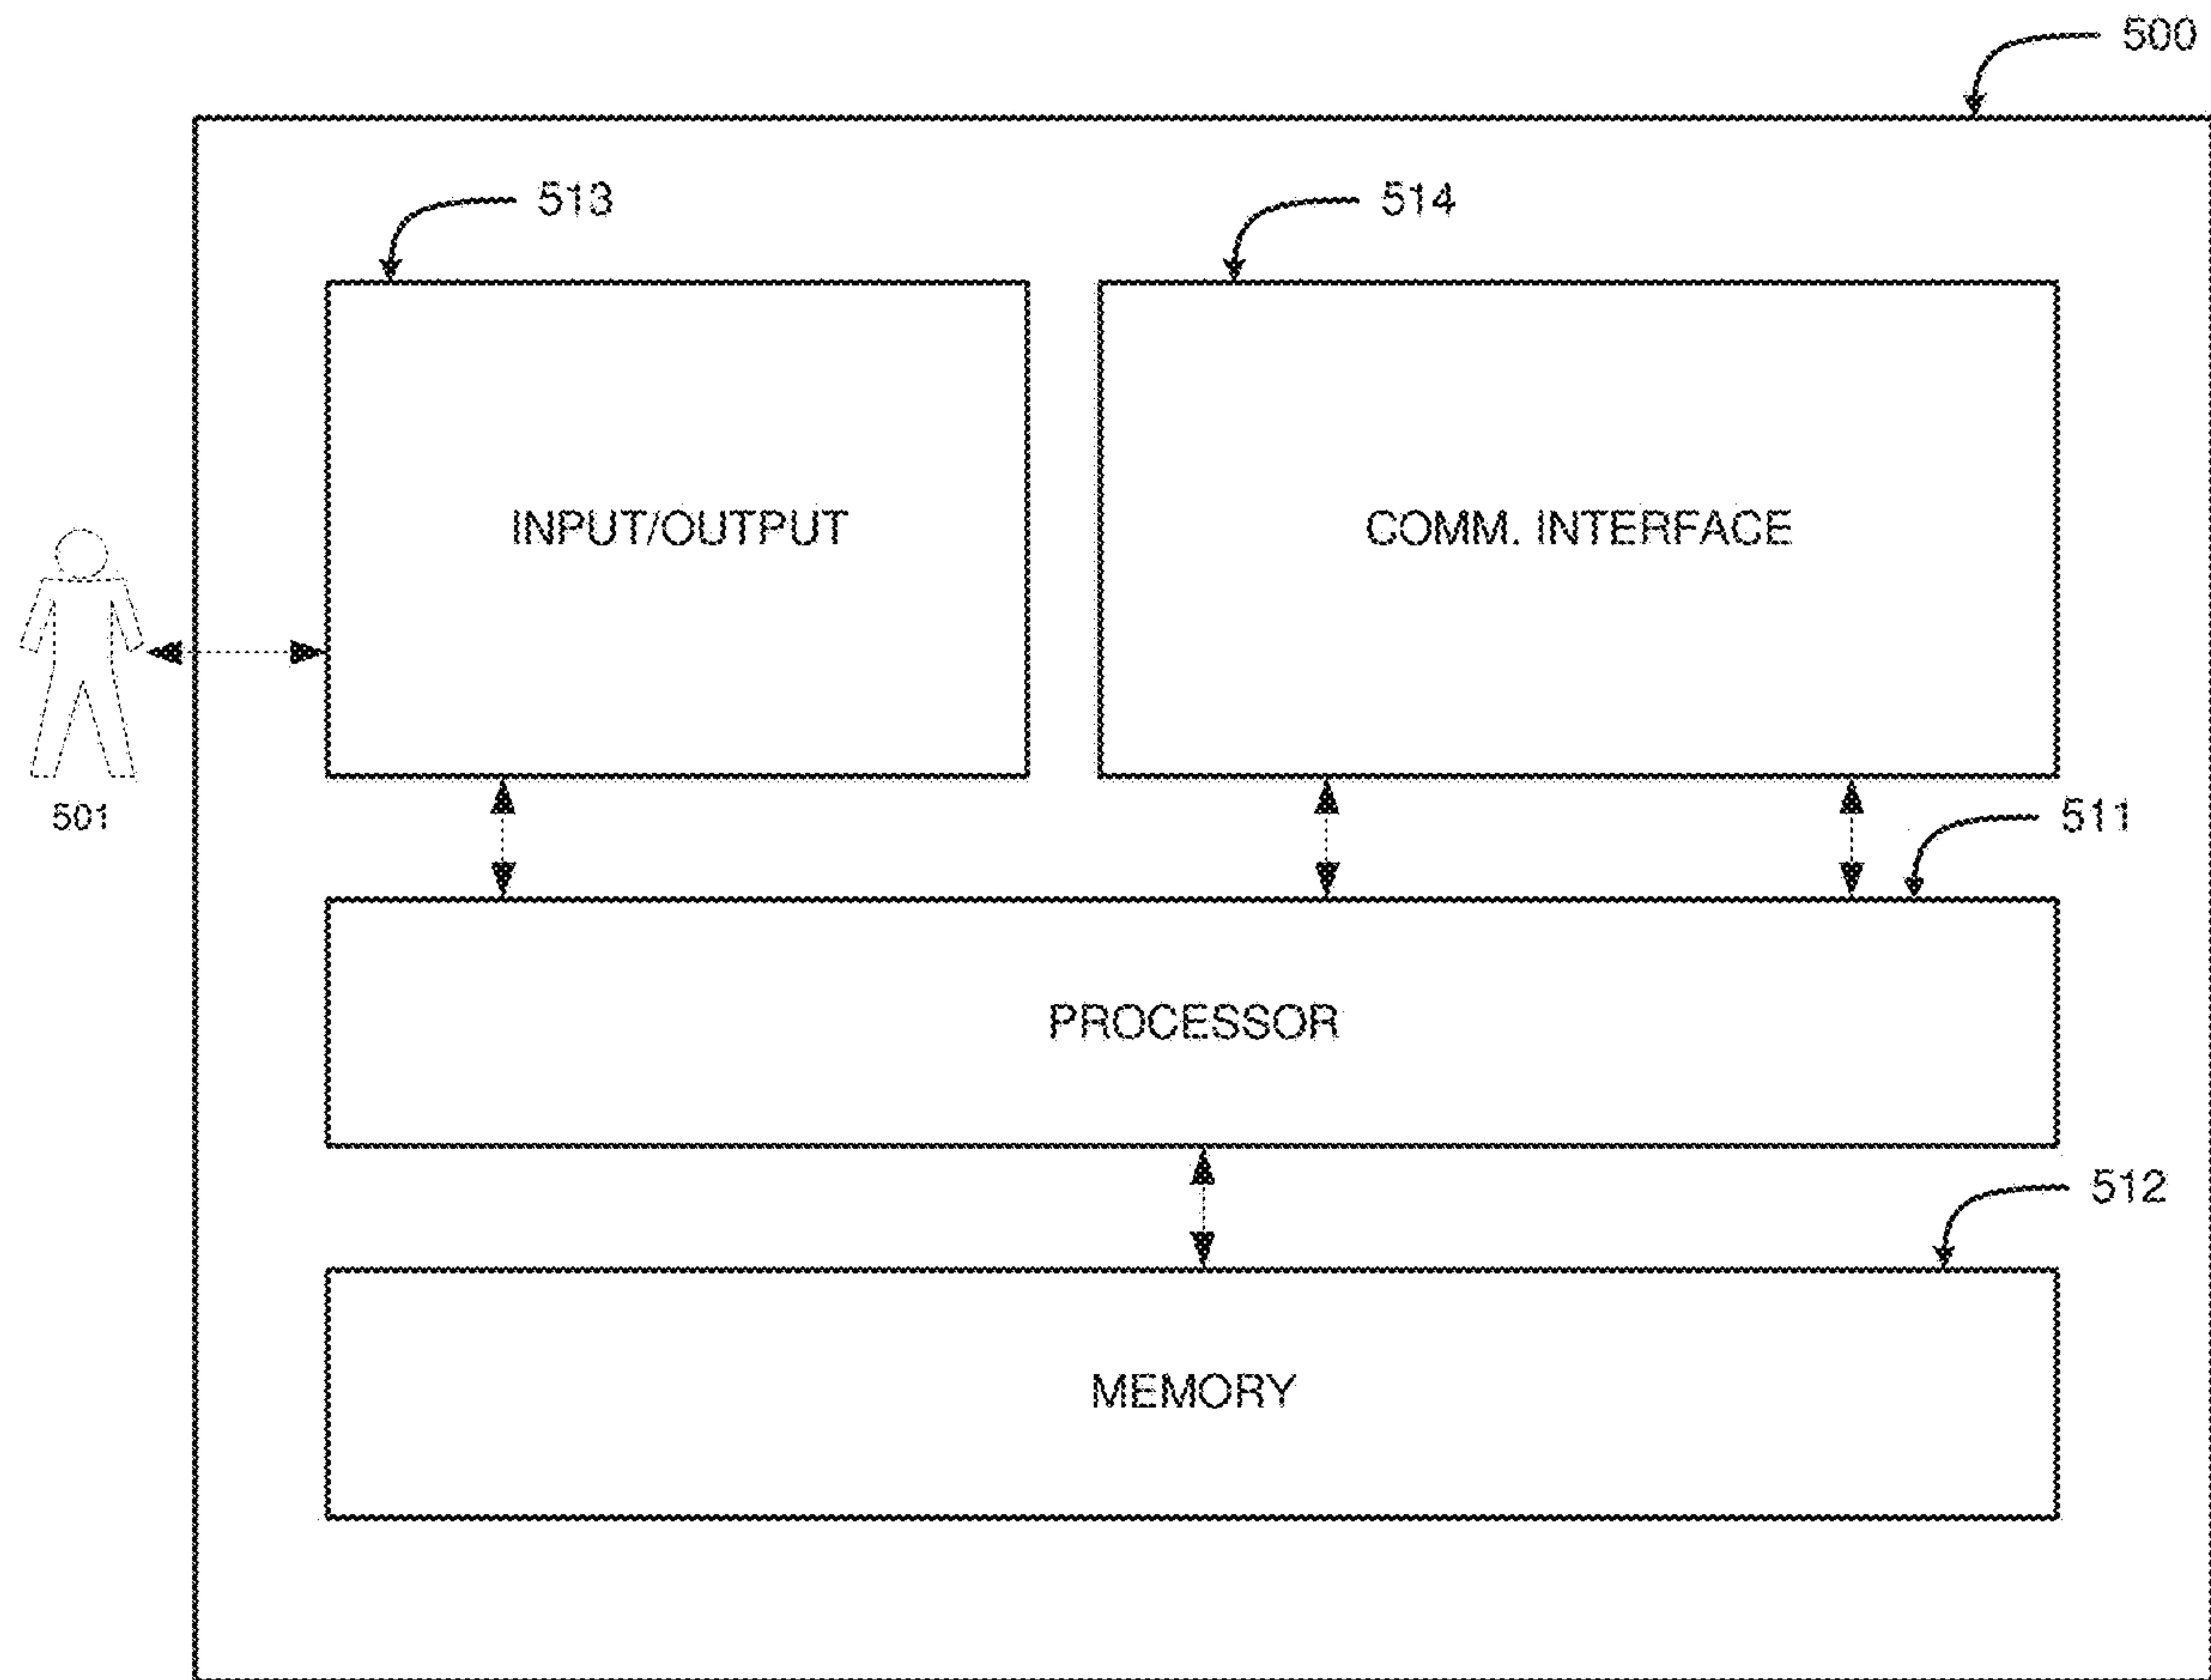 500
513
514
INPUT/OUTPUT
COMM. INTERFACE
501
511
PROCESSOR
512
MEMORY